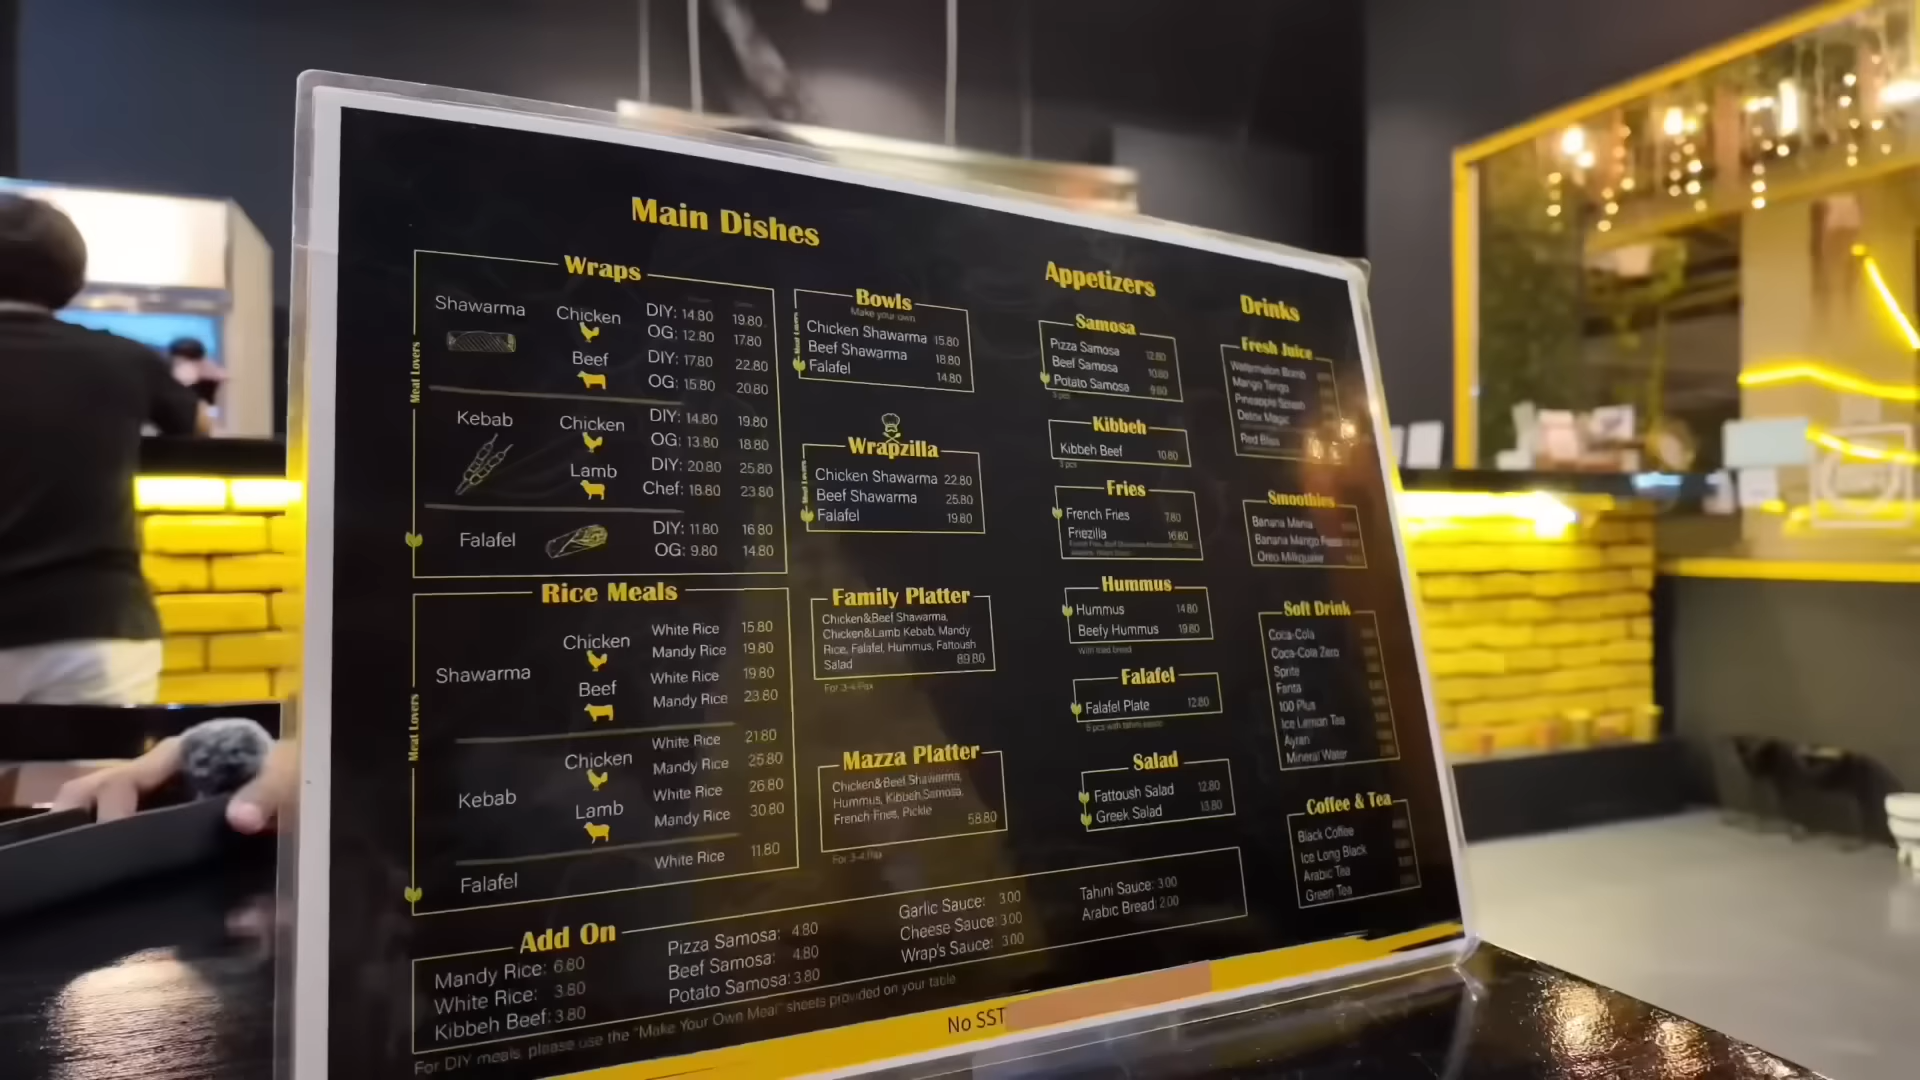 Main Dishes
Wraps
Meat Lovers
Shawarma
Chicken
DIY: 14.80 19.80
OG: 12.80 17.80
Beef
DIY: 17.80 22.80
OG: 15.80 20.80
Kebab
Chicken
DIY: 14.80 19.80
OG: 13.80 18.80
Lamb
DIY: 20.80 25.80
Chef: 18.80 23.80
Falafel
DIY: 11.80 16.80
OG: 9.80 14.80
Rice Meals
Meat Lovers
Shawarma
Chicken
White Rice 15.80
Mandy Rice 19.80
Beef
White Rice 19.80
Mandy Rice 23.80
Kebab
Chicken
White Rice 21.80
Mandy Rice 25.80
Lamb
White Rice 26.80
Mandy Rice 30.80
Falafel
White Rice 11.80
Bowls
Make your own
Meat Lovers
Chicken Shawarma 15.80
Beef Shawarma 18.80
Falafel 14.80
Wrapzilla
Meat Lovers
Chicken Shawarma 22.80
Beef Shawarma 25.80
Falafel 19.80
Family Platter
Chicken&Beef Shawarma,
Chicken&Lamb Kebab, Mandy
Rice, Falafel, Hummus, Fattoush
Salad 89.80
For 3-4 Pax
Mazza Platter
Chicken&Beef Shawarma,
Hummus, Kibbeh, Samosa,
French Fries, Pickle
58.80
For 3-4 Pax
Appetizers
Samosa
Pizza Samosa 12.80
Beef Samosa 10.80
Potato Samosa 9.80
3 pcs
Kibbeh
Kibbeh Beef 10.80
3 pcs
Fries
French Fries 7.80
Friezilla 16.80
Hummus
Hummus 14.80
Beefy Hummus 19.80
With fried bread
Falafel
Falafel Plate 12.80
5 pcs with tahini sauce
Salad
Fattoush Salad 12.80
Greek Salad 13.80
Drinks
Fresh Juice
Watermelon Bomb
Mango Tango
Pineapple Splash
Detox Magic
Red Bliss
Smoothies
Banana Mania
Banana Mango
Oreo Milkquake
Soft Drink
Coca-Cola
Coca-Cola Zero
Sprite
Fanta
100 Plus
Ice Lemon Tea
Ayran
Mineral Water
Coffee & Tea
Black Coffee
Ice Long Black
Arabic Tea
Green Tea
Add On
Mandy Rice: 6.80
White Rice: 3.80
Kibbeh Beef: 3.80
Pizza Samosa: 4.80
Beef Samosa: 4.80
Potato Samosa: 3.80
Garlic Sauce: 3.00
Cheese Sauce: 3.00
Wrap's Sauce: 3.00
Tahini Sauce: 3.00
Arabic Bread: 2.00
For DIY meals, please use the "Make Your Own Meal" sheets provided on your table
No SST